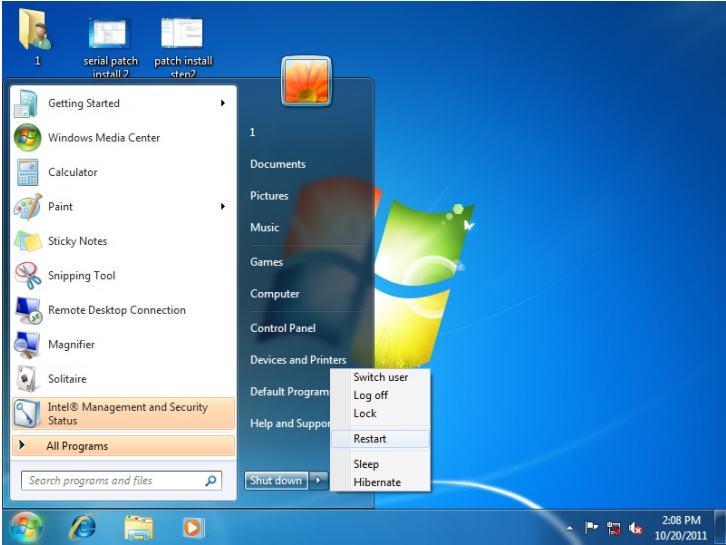 1
serial patch
install 2
patch install
step2
Getting Started
Windows Media Center
Calculator
Paint
Sticky Notes
Snipping Tool
Remote Desktop Connection
Magnifier
Solitaire
Intel® Management and Security
Status
All Programs
Search programs and files
1
Documents
Pictures
Music
Games
Computer
Control Panel
Devices and Printers
Default Program
Help and Suppor
Shut down
Switch user
Log off
Lock
Restart
Sleep
Hibernate
2:08 PM
10/20/2011